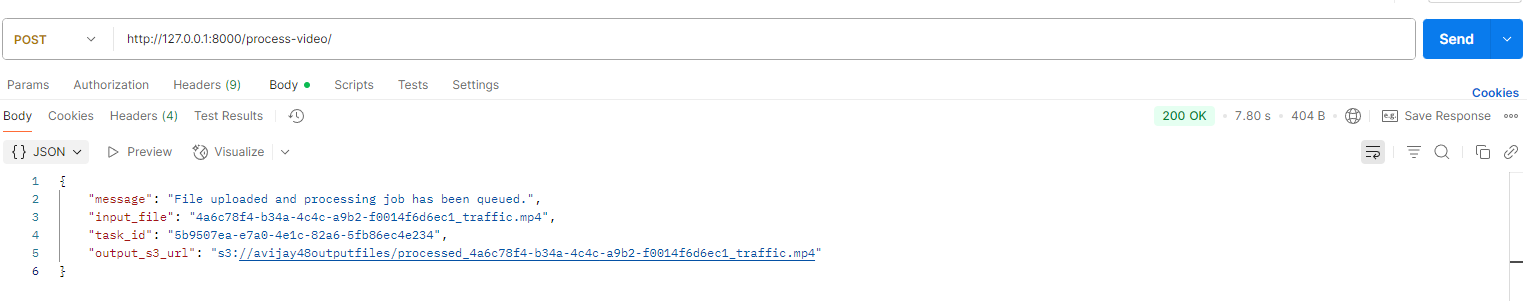 POST http://127.0.0.1:8000/process-video/ Send
Params Authorization Headers (9) Body Scripts Tests Settings Cookies
Body Cookies Headers (4) Test Results 200 OK 7.80 s 404 B e.g. Save Response
{} JSON Preview Visualize
1 {
2 "message": "File uploaded and processing job has been queued.",
3 "input_file": "4a6c78f4-b34a-4c4c-a9b2-f0014f6d6ec1_traffic.mp4",
4 "task_id": "5b9507ea-e7a0-4e1c-82a6-5fb86ec4e234",
5 "output_s3_url": "s3://avijay48outputfiles/processed_4a6c78f4-b34a-4c4c-a9b2-f0014f6d6ec1_traffic.mp4"
6 }